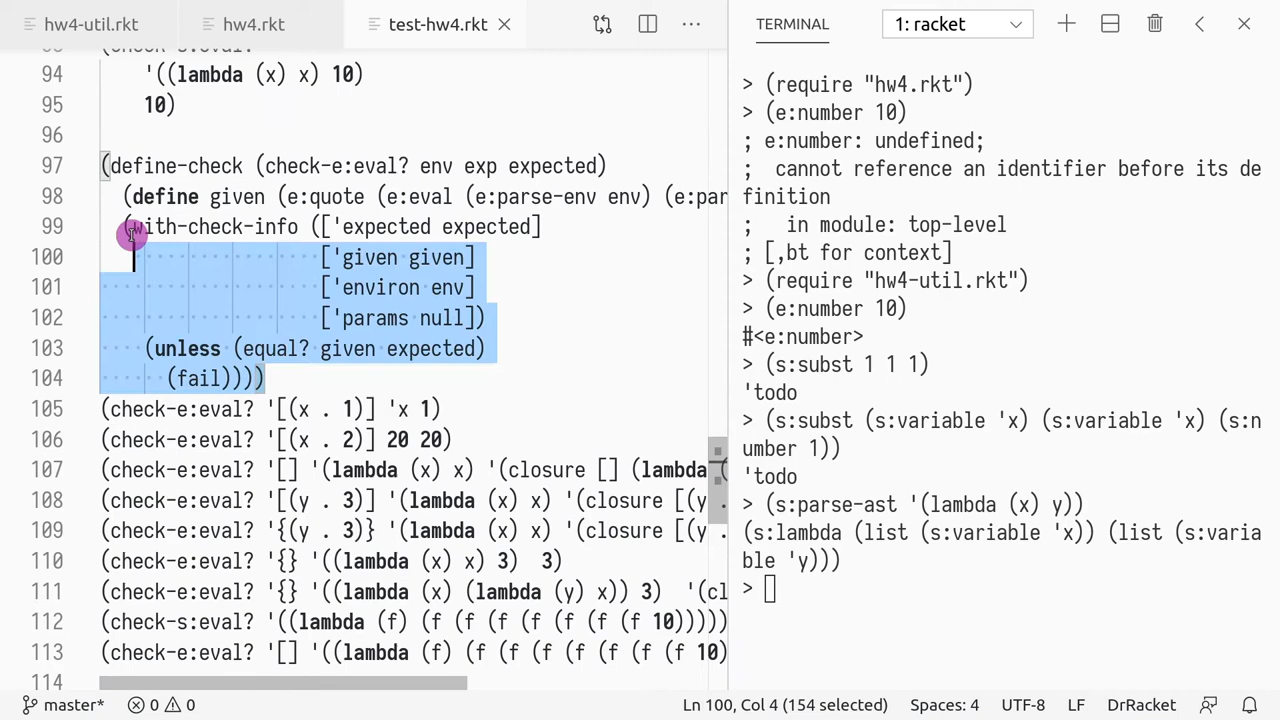 hw4-util.rkt hw4.rkt test-hw4.rkt
94 '((lambda (x) x) 10)
95 10)
96
97 (define-check (check-e:eval? env exp expected)
98 (define given (e:quote (e:eval (e:parse-env env) (e:par
99 (with-check-info (['expected expected]
100 ['given given]
101 ['environ env]
102 ['params null])
103 (unless (equal? given expected)
104 (fail))))
105 (check-e:eval? '[(x . 1)] 'x 1)
106 (check-e:eval? '[(x . 2)] 20 20)
107 (check-e:eval? '[] '(lambda (x) x) '(closure [] (lambda (
108 (check-e:eval? '[(y . 3)] '(lambda (x) x) '(closure [(y .
109 (check-e:eval? '{(y . 3)} '(lambda (x) x) '(closure [(y .
110 (check-e:eval? '{} '((lambda (x) x) 3) 3)
111 (check-e:eval? '{} '((lambda (x) (lambda (y) x)) 3) '(cl
112 (check-s:eval? '((lambda (f) (f (f (f (f (f (f (f 10)))))
113 (check-e:eval? '[] '((lambda (f) (f (f (f (f (f (f (f 10)
114
TERMINAL 1: racket
> (require "hw4.rkt")
> (e:number 10)
; e:number: undefined;
;  cannot reference an identifier before its de
finition
;   in module: top-level
; [,bt for context]
> (require "hw4-util.rkt")
> (e:number 10)
#<e:number>
> (s:subst 1 1 1)
'todo
> (s:subst (s:variable 'x) (s:variable 'x) (s:n
umber 1))
'todo
> (s:parse-ast '(lambda (x) y))
(s:lambda (list (s:variable 'x)) (list (s:varia
ble 'y)))
>
master* 0 0 Ln 100, Col 4 (154 selected) Spaces: 4 UTF-8 LF DrRacket